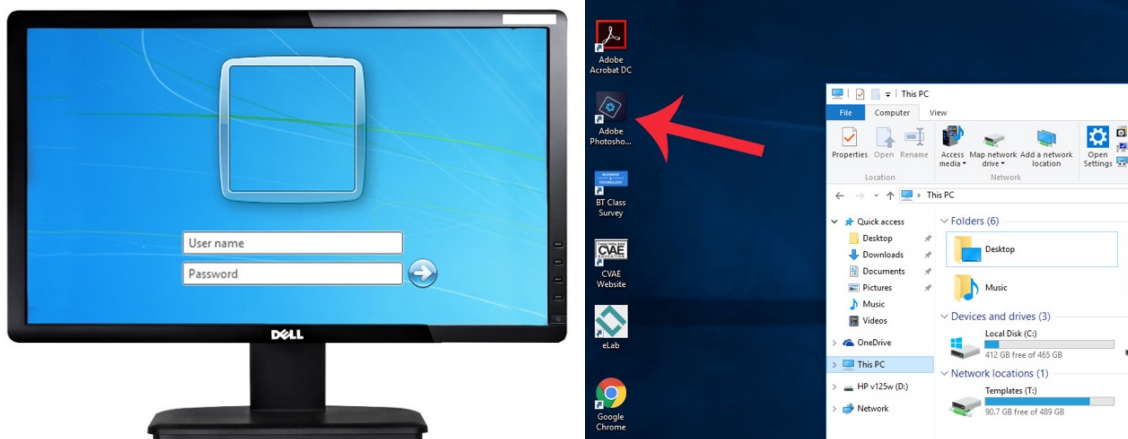 User name
Password
DELL
Adobe
Acrobat DC
Adobe
Photosho...
BT Class
Survey
CVAE
CVAE
Website
eLab
Google
Chrome
This PC
File
Computer
View
Properties
Open
Rename
Access
media
Map network
drive
Add a network
location
Open
Settings
Location
Network
This PC
Quick access
Desktop
Downloads
Documents
Pictures
Music
Videos
OneDrive
This PC
HP v125w (D:)
Network
Folders (6)
Desktop
Music
Devices and drives (3)
Local Disk (C:)
412 GB free of 465 GB
Network locations (1)
Templates (T:)
90.7 GB free of 489 GB